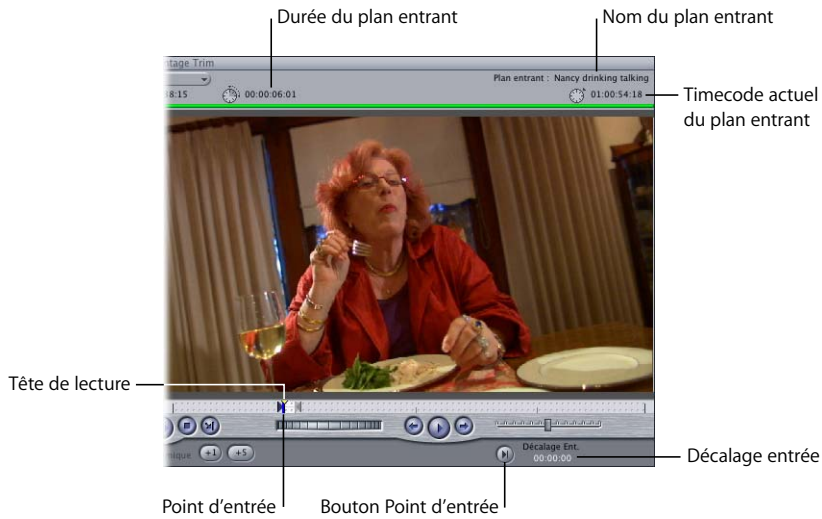 Durée du plan entrant
Nom du plan entrant
ntage Trim
Plan entrant : Nancy drinking talking
8:15
00:00:06:01
01:00:54:18
Timecode actuel
du plan entrant
Tête de lecture
+1
+5
Décalage Ent.
00:00:00
Décalage entrée
Point d'entrée
Bouton Point d'entrée